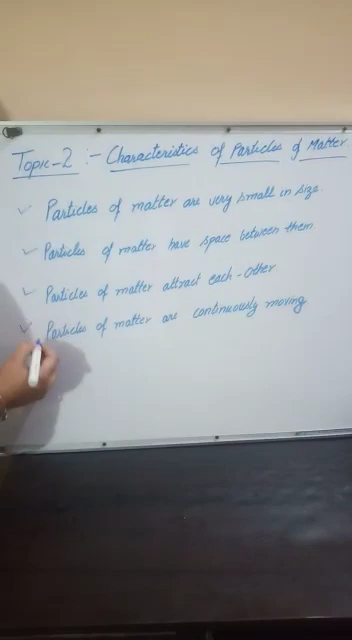 Topic-2 :- Characteristics of Particles of Matter
✓ Particles of matter are very small in size.
✓ Particles of matter have space between them.
✓ Particles of matter attract each-other
✓ Particles of matter are continuously moving